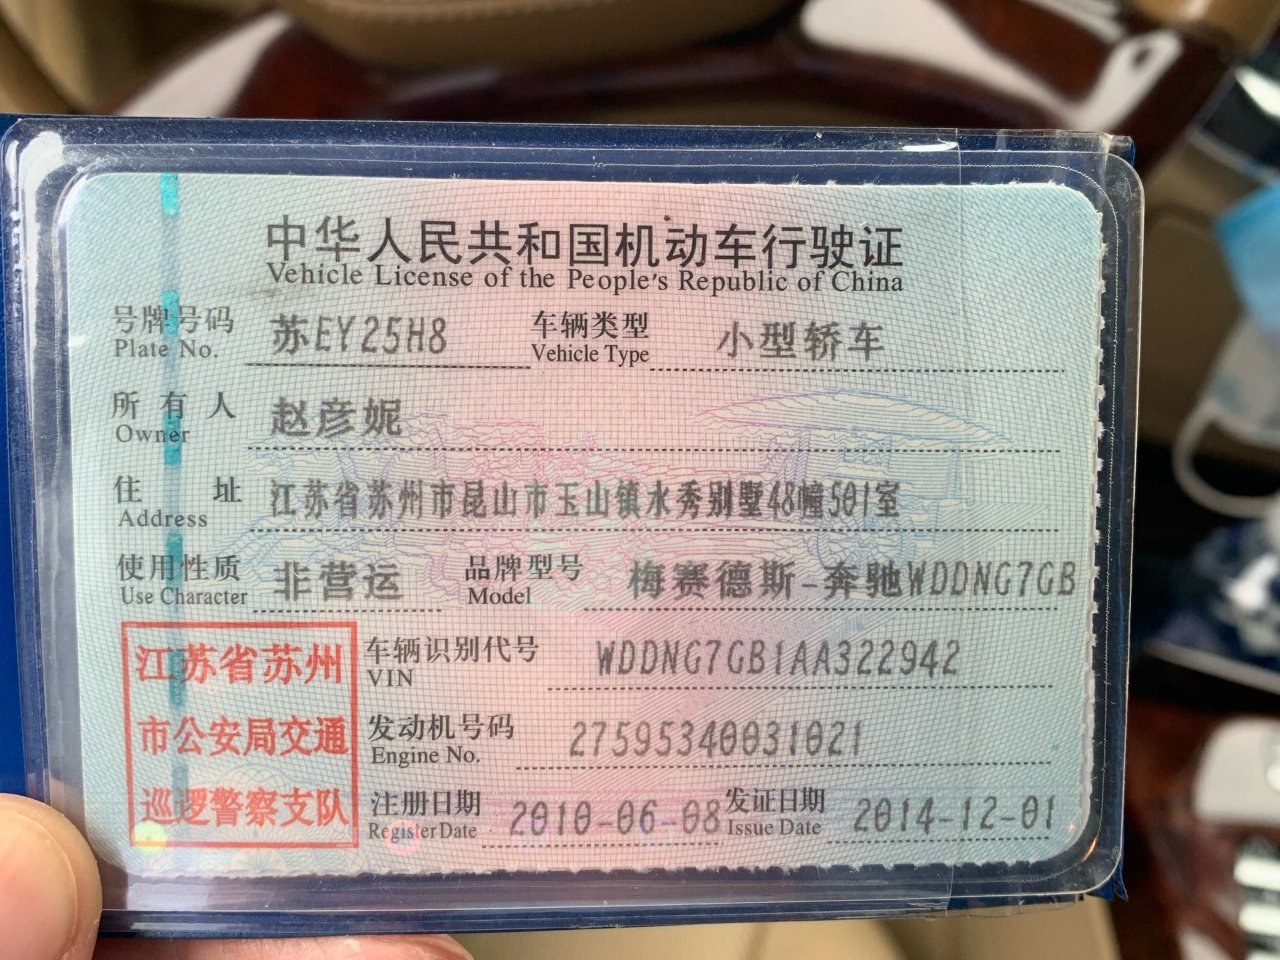 中华人民共和国机动车行驶证
Vehicle License of the People's Republic of China
号牌号码 苏EY25H8 车辆类型 小型轿车
Plate No. Vehicle Type
所有人 赵彦妮
Owner
住址 江苏省苏州市昆山市玉山镇水秀别墅48幢501室
Address
使用性质 非营运 品牌型号 梅赛德斯-奔驰WDDNG7GB
Use Character Model
江苏省苏州 车辆识别代号 WDDNG7GB1AA322942
VIN
市公安局交通 发动机号码 27595340031021
Engine No.
巡逻警察支队 注册日期 2010-06-08 发证日期 2014-12-01
Register Date Issue Date